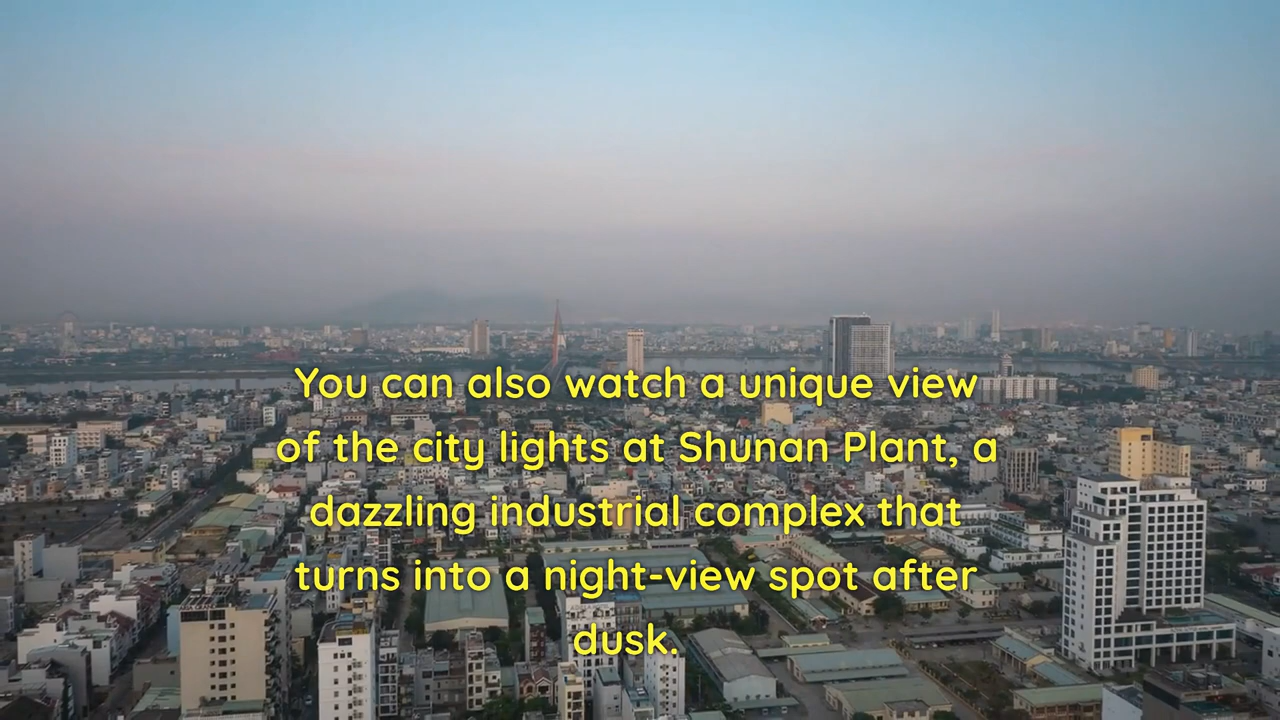 You can also watch a unique view
of the city lights at Shunan Plant, a
dazzling industrial complex that
turns into a night-view spot after
dusk.